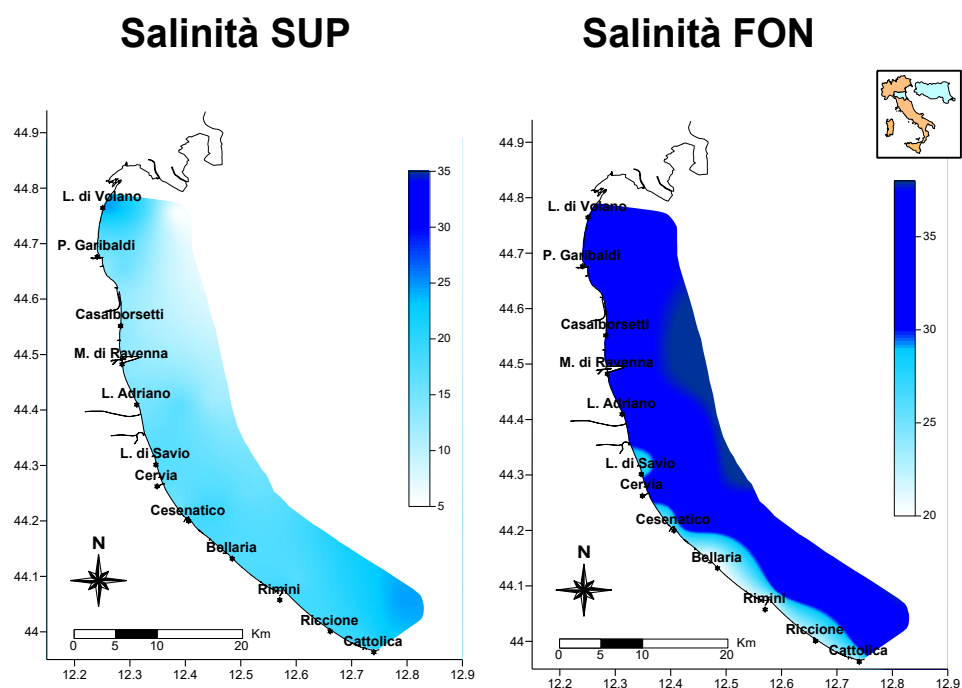 Salinità SUP
Salinità FON
44.9
44.8
44.7
44.6
44.5
44.4
44.3
44.2
44.1
44
L. di Volano
P. Garibaldi
Casalborsetti
M. di Ravenna
L. Adriano
L. di Savio
Cervia
Cesenatico
Bellaria
Rimini
Riccione
Cattolica
N
0 5 10 20 Km
12.2 12.3 12.4 12.5 12.6 12.7 12.8 12.9
35
30
25
20
15
10
5
44.9
44.8
44.7
44.6
44.5
44.4
44.3
44.2
44.1
44
L. di Volano
P. Garibaldi
Casalborsetti
M. di Ravenna
L. Adriano
L. di Savio
Cervia
Cesenatico
Bellaria
Rimini
Riccione
Cattolica
N
0 5 10 20 Km
12.2 12.3 12.4 12.5 12.6 12.7 12.8 12.9
35
30
25
20